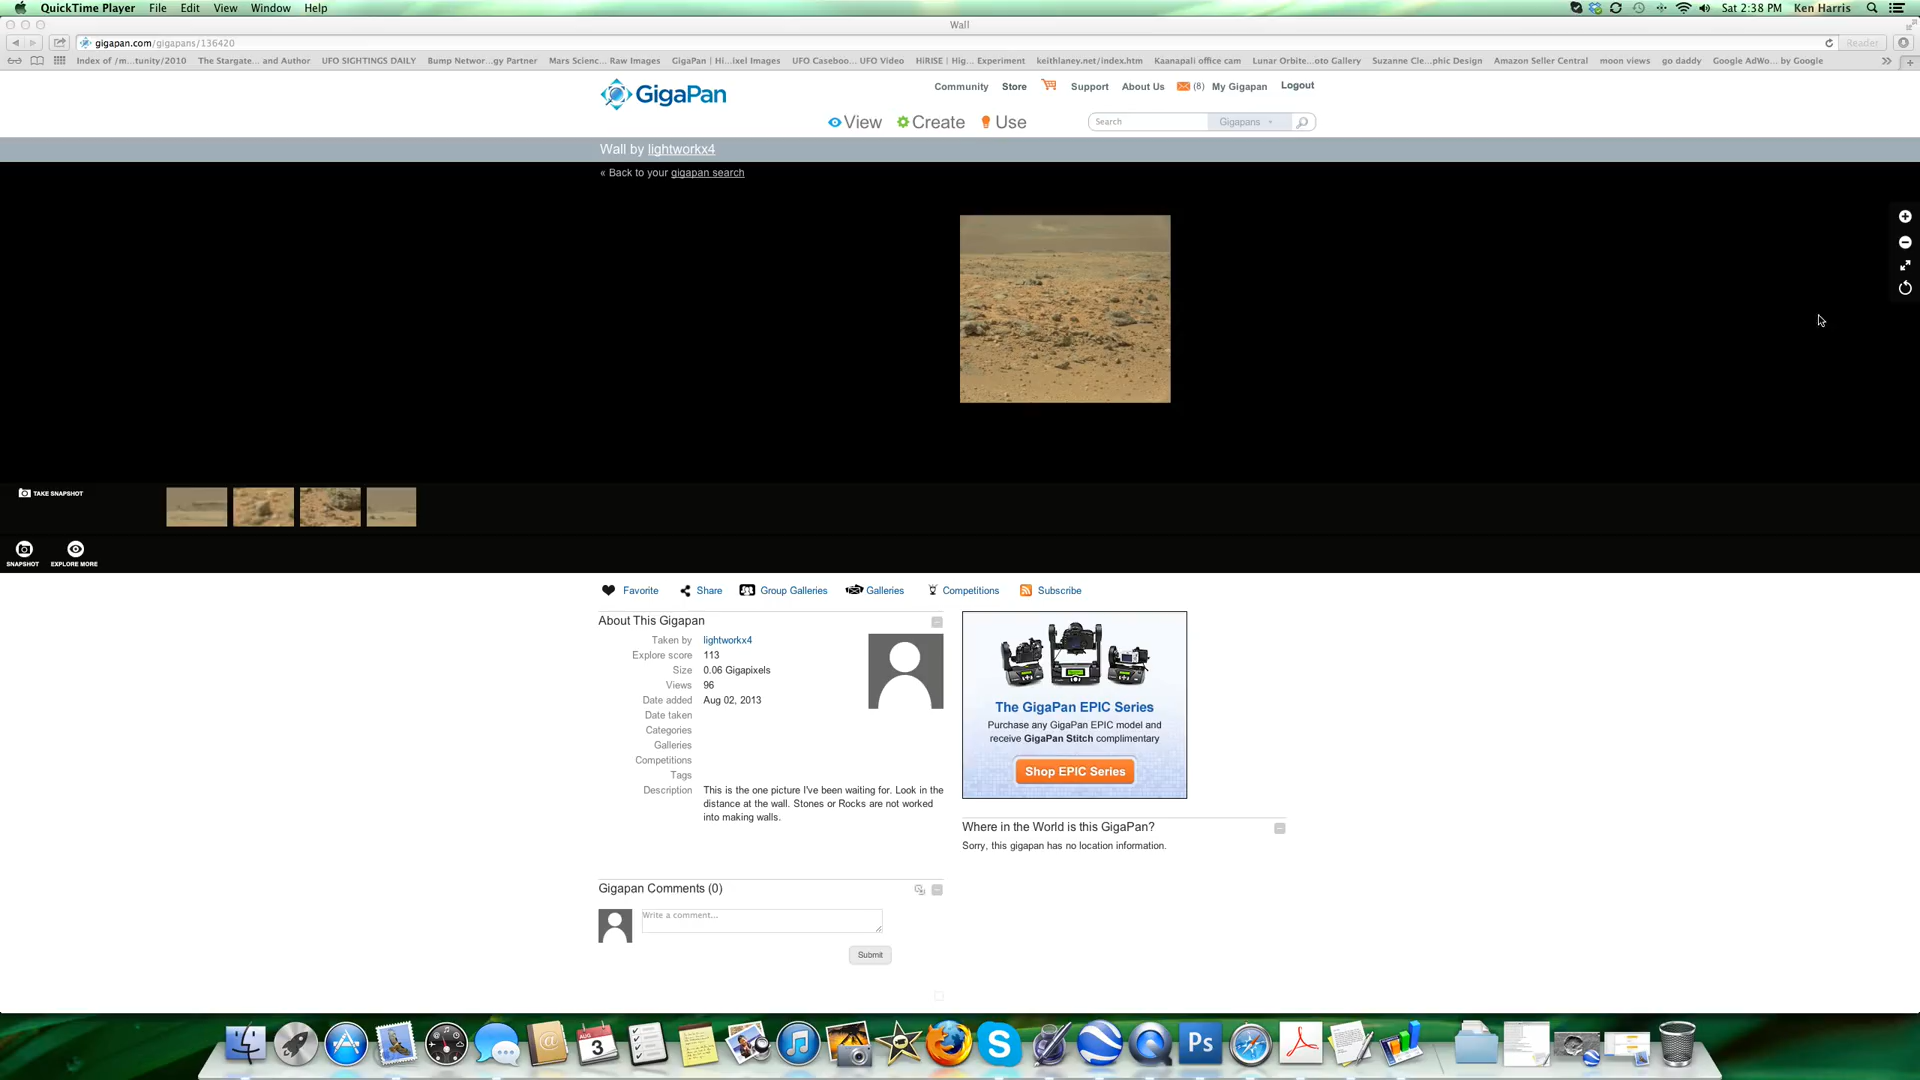 QuickTime Player File Edit View Window Help
Sat 2:38 PM Ken Harris
Wall
gigapan.com/gigapans/136420
Reader
Index of /m...tunity/2010 The Stargate... and Author UFO SIGHTINGS DAILY Bump Networ...gy Partner Mars Scienc... Raw Images GigaPan | Hi...ixel Images UFO Caseboo... UFO Video HiRISE | Hig... Experiment keithlaney.net/index.htm Kaanapali office cam Lunar Orbite...oto Gallery Suzanne Cle...phic Design Amazon Seller Central moon views go daddy Google AdWo... by Google
GigaPan
Community Store Support About Us (8) My Gigapan Logout
View Create Use
Search Gigapans
Wall by lightworkx4
« Back to your gigapan search
TAKE SNAPSHOT
SNAPSHOT EXPLORE MORE
Favorite Share Group Galleries Galleries Competitions Subscribe
About This Gigapan
Taken by lightworkx4
Explore score 113
Size 0.06 Gigapixels
Views 96
Date added Aug 02, 2013
Date taken
Categories
Galleries
Competitions
Tags
Description This is the one picture I've been waiting for. Look in the
distance at the wall. Stones or Rocks are not worked
into making walls.
The GigaPan EPIC Series
Purchase any GigaPan EPIC model and
receive GigaPan Stitch complimentary
Shop EPIC Series
Where in the World is this GigaPan?
Sorry, this gigapan has no location information.
Gigapan Comments (0)
Write a comment...
Submit
AUG
3
Ps